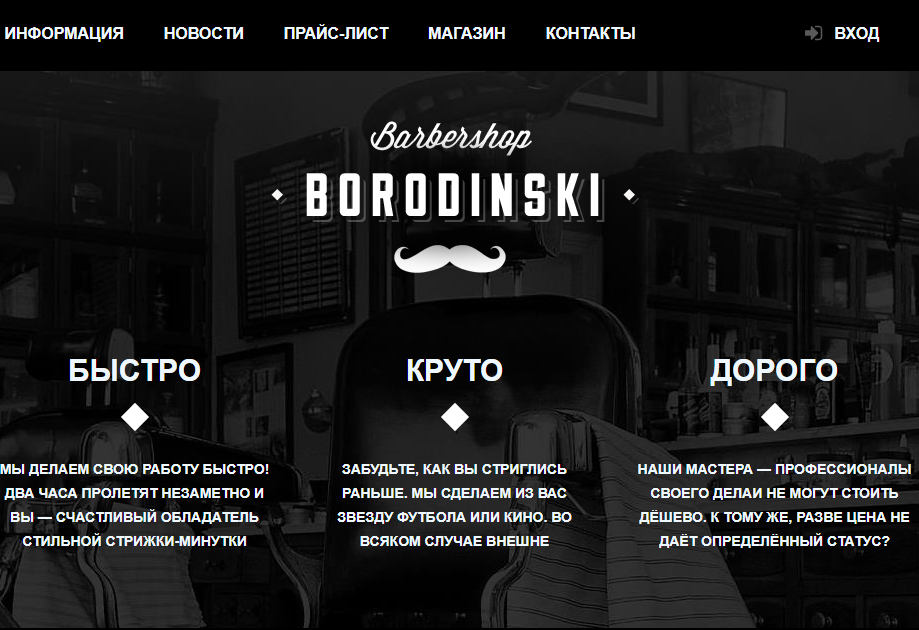 ИНФОРМАЦИЯ НОВОСТИ ПРАЙС-ЛИСТ МАГАЗИН КОНТАКТЫ ВХОД
Barbershop
BORODINSKI
БЫСТРО
МЫ ДЕЛАЕМ СВОЮ РАБОТУ БЫСТРО!
ДВА ЧАСА ПРОЛЕТЯТ НЕЗАМЕТНО И
ВЫ — СЧАСТЛИВЫЙ ОБЛАДАТЕЛЬ
СТИЛЬНОЙ СТРИЖКИ-МИНУТКИ
КРУТО
ЗАБУДЬТЕ, КАК ВЫ СТРИГЛИСЬ
РАНЬШЕ. МЫ СДЕЛАЕМ ИЗ ВАС
ЗВЕЗДУ ФУТБОЛА ИЛИ КИНО. ВО
ВСЯКОМ СЛУЧАЕ ВНЕШНЕ
ДОРОГО
НАШИ МАСТЕРА — ПРОФЕССИОНАЛЫ
СВОЕГО ДЕЛАИ НЕ МОГУТ СТОИТЬ
ДЁШЕВО. К ТОМУ ЖЕ, РАЗВЕ ЦЕНА НЕ
ДАЁТ ОПРЕДЕЛЁННЫЙ СТАТУС?